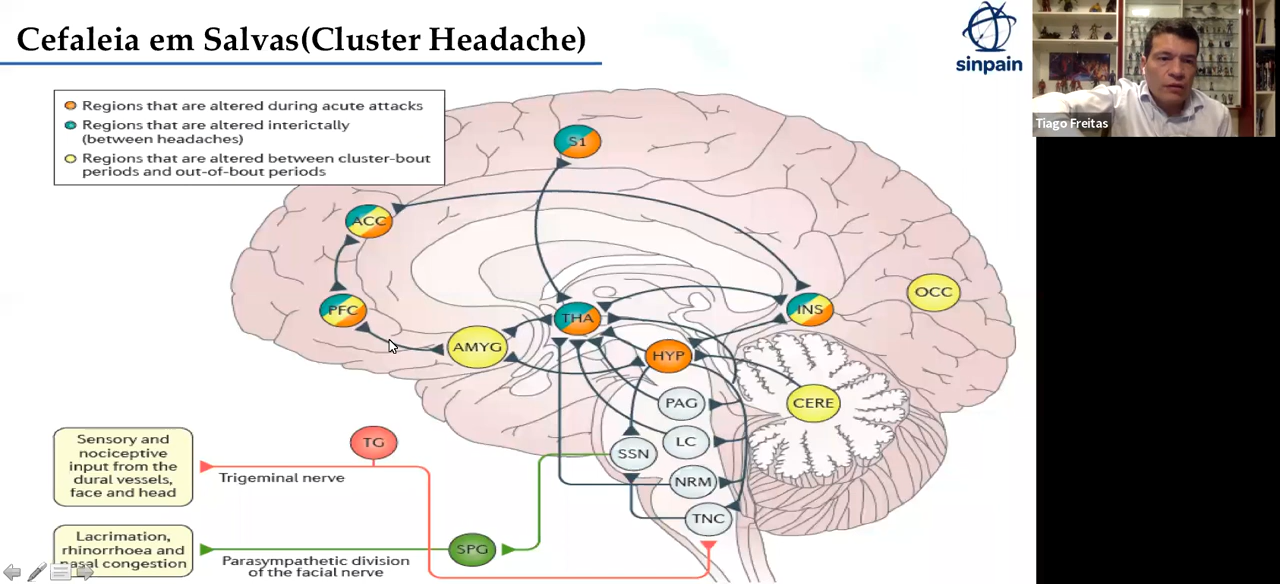 Cefaleia em Salvas(Cluster Headache)
sinpain
Tiago Freitas
Regions that are altered during acute attacks
Regions that are altered interictally
(between headaches)
Regions that are altered between cluster-bout
periods and out-of-bout periods
S1
ACC
PFC
THA
INS
OCC
AMYG
HYP
CERE
PAG
LC
SSN
NRM
TNC
TG
Sensory and
nociceptive
input from the
dural vessels,
face and head
Trigeminal nerve
Lacrimation,
rhinorrhoea and
nasal congestion
SPG
Parasympathetic division
of the facial nerve